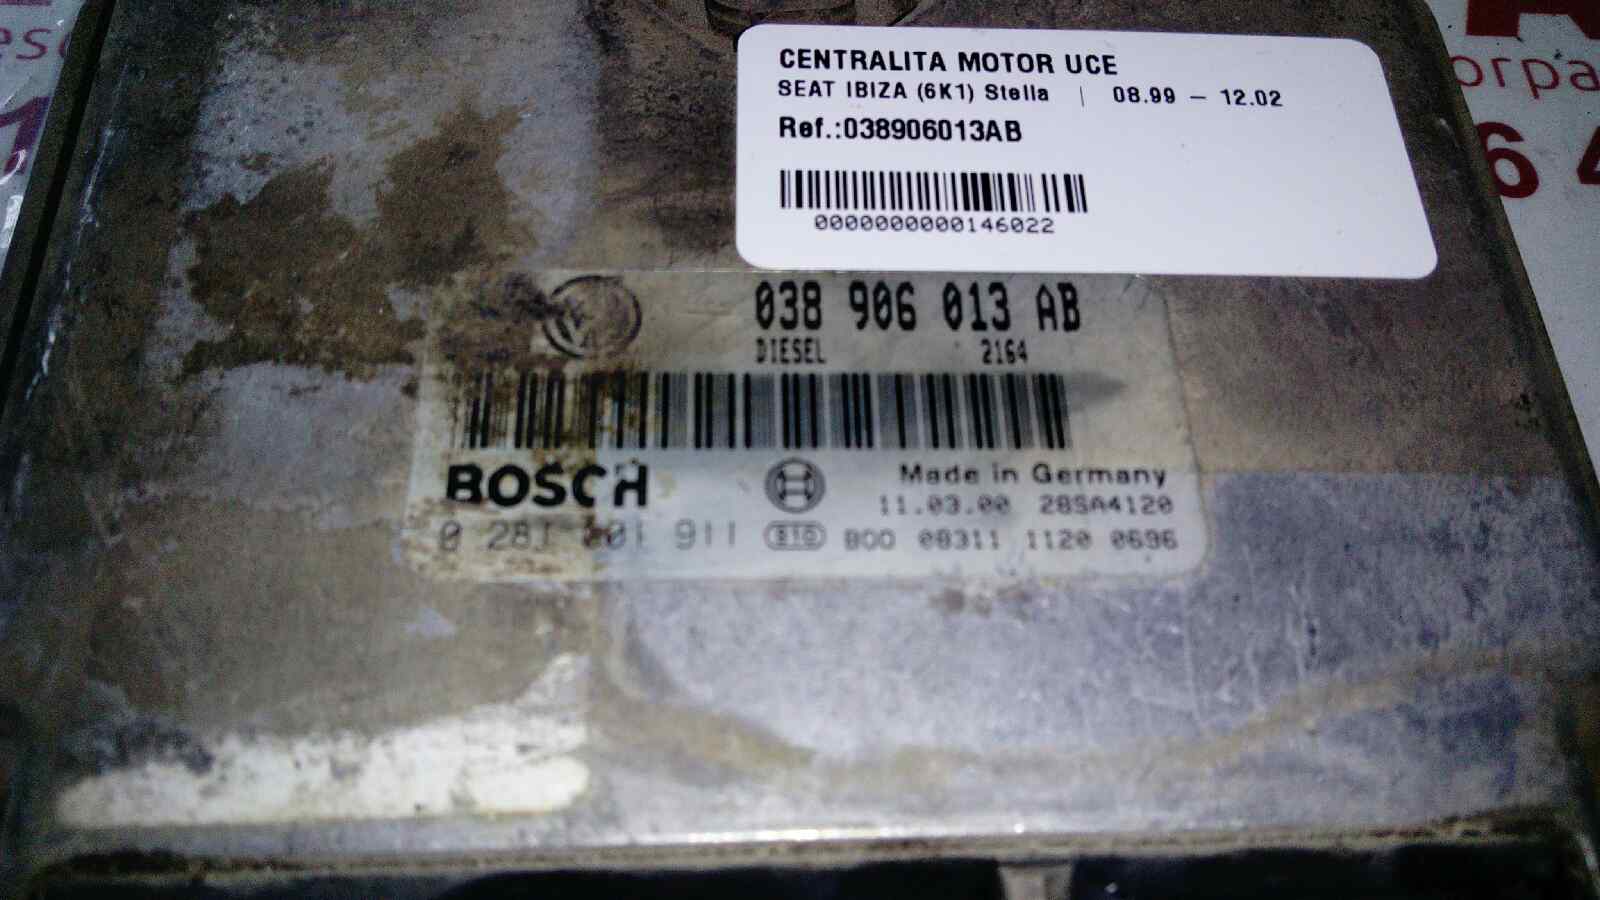 CENTRALITA MOTOR UCE
SEAT IBIZA (6K1) Stella | 08.99 – 12.02
Ref.:038906013AB
0000000000146022
038 906 013 AB
DIESEL 2164
BOSCH
Made in Germany
11.03.00 28SA4120
0 281 001 911 B00 08311 1120 0696